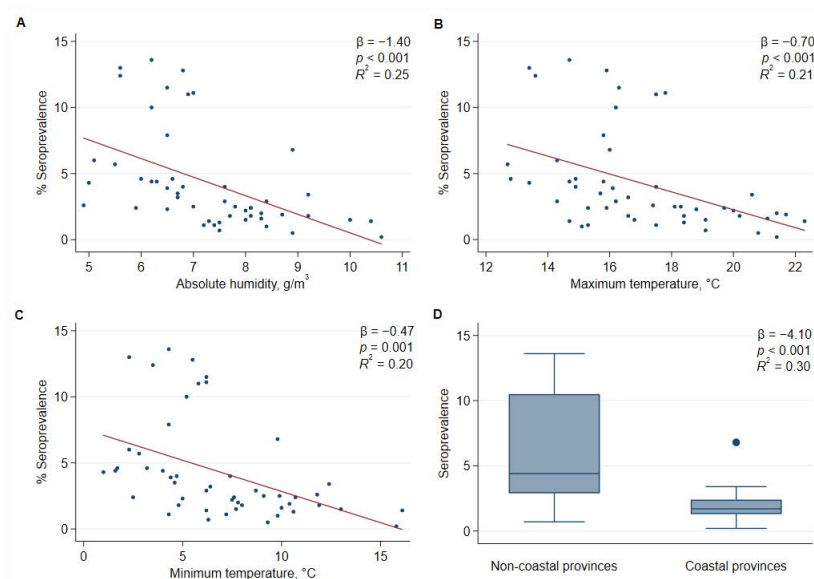 A
β = −1.40
p < 0.001
R² = 0.25
% Seroprevalence
15
10
5
0
5 6 7 8 9 10 11
Absolute humidity, g/m³
B
β = −0.70
p < 0.001
R² = 0.21
% Seroprevalence
15
10
5
0
12 14 16 18 20 22
Maximum temperature, °C
C
β = −0.47
p = 0.001
R² = 0.20
% Seroprevalence
15
10
5
0
0 5 10 15
Minimum temperature, °C
D
β = −4.10
p < 0.001
R² = 0.30
Seroprevalence
15
10
5
0
Non-coastal provinces Coastal provinces